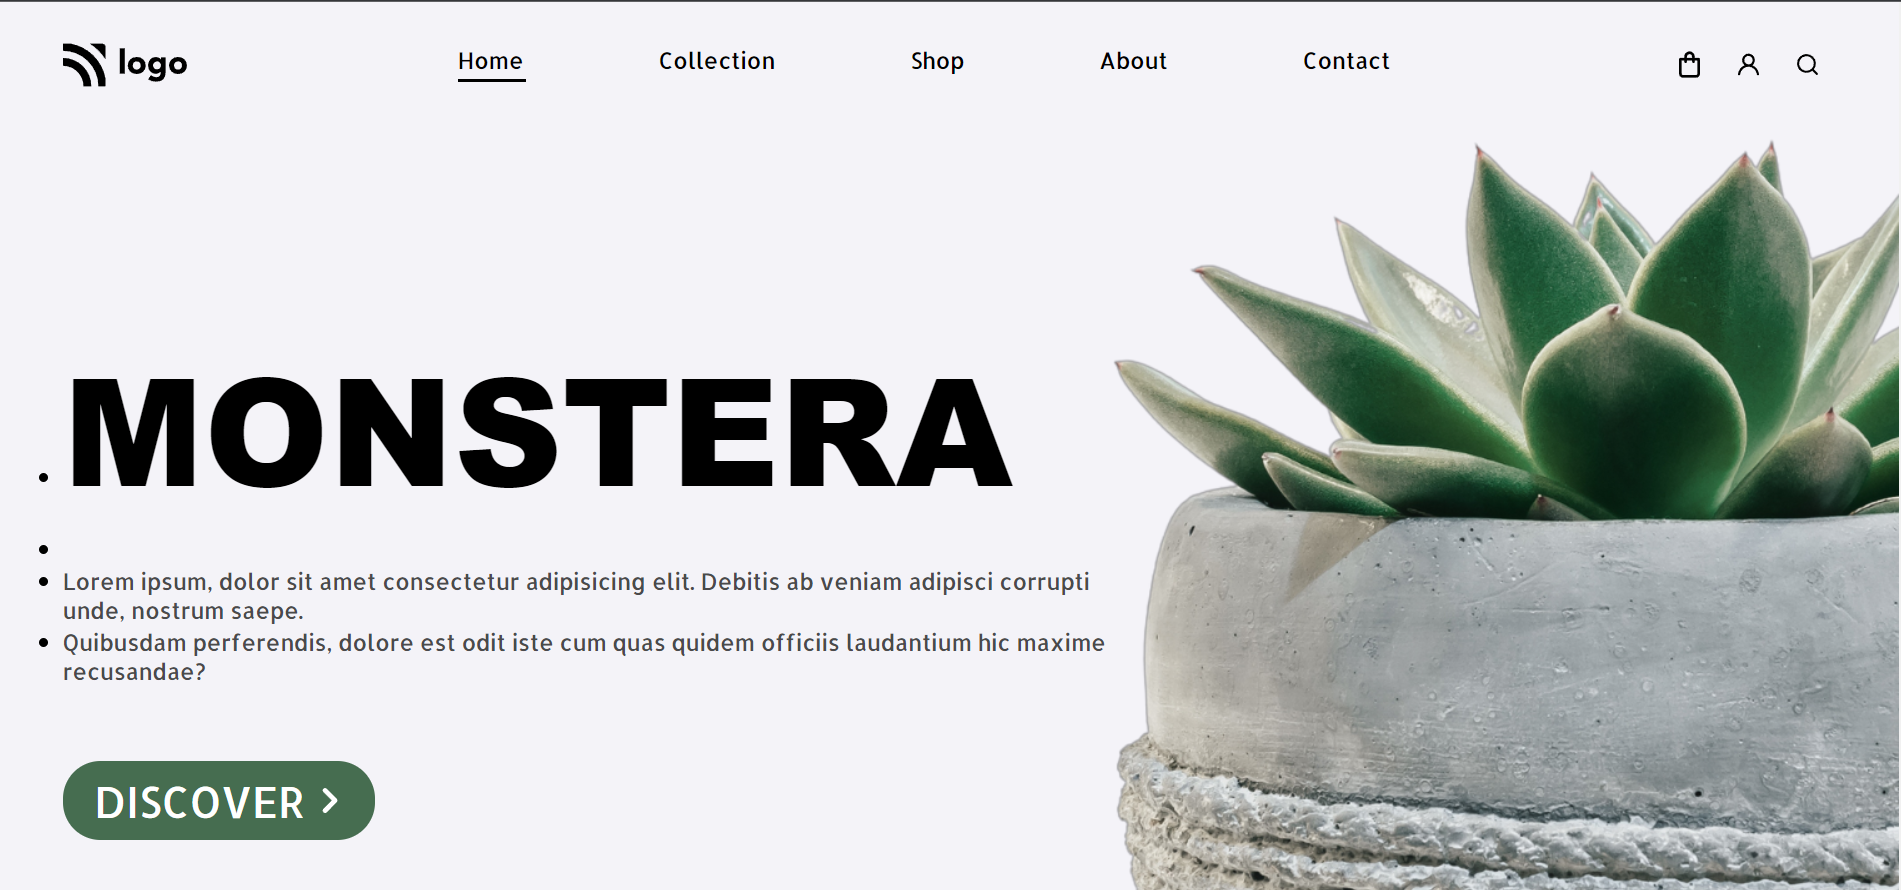 logo
Home Collection Shop About Contact
MONSTERA
Lorem ipsum, dolor sit amet consectetur adipisicing elit. Debitis ab veniam adipisci corrupti
unde, nostrum saepe.
Quibusdam perferendis, dolore est odit iste cum quas quidem officiis laudantium hic maxime
recusandae?
DISCOVER